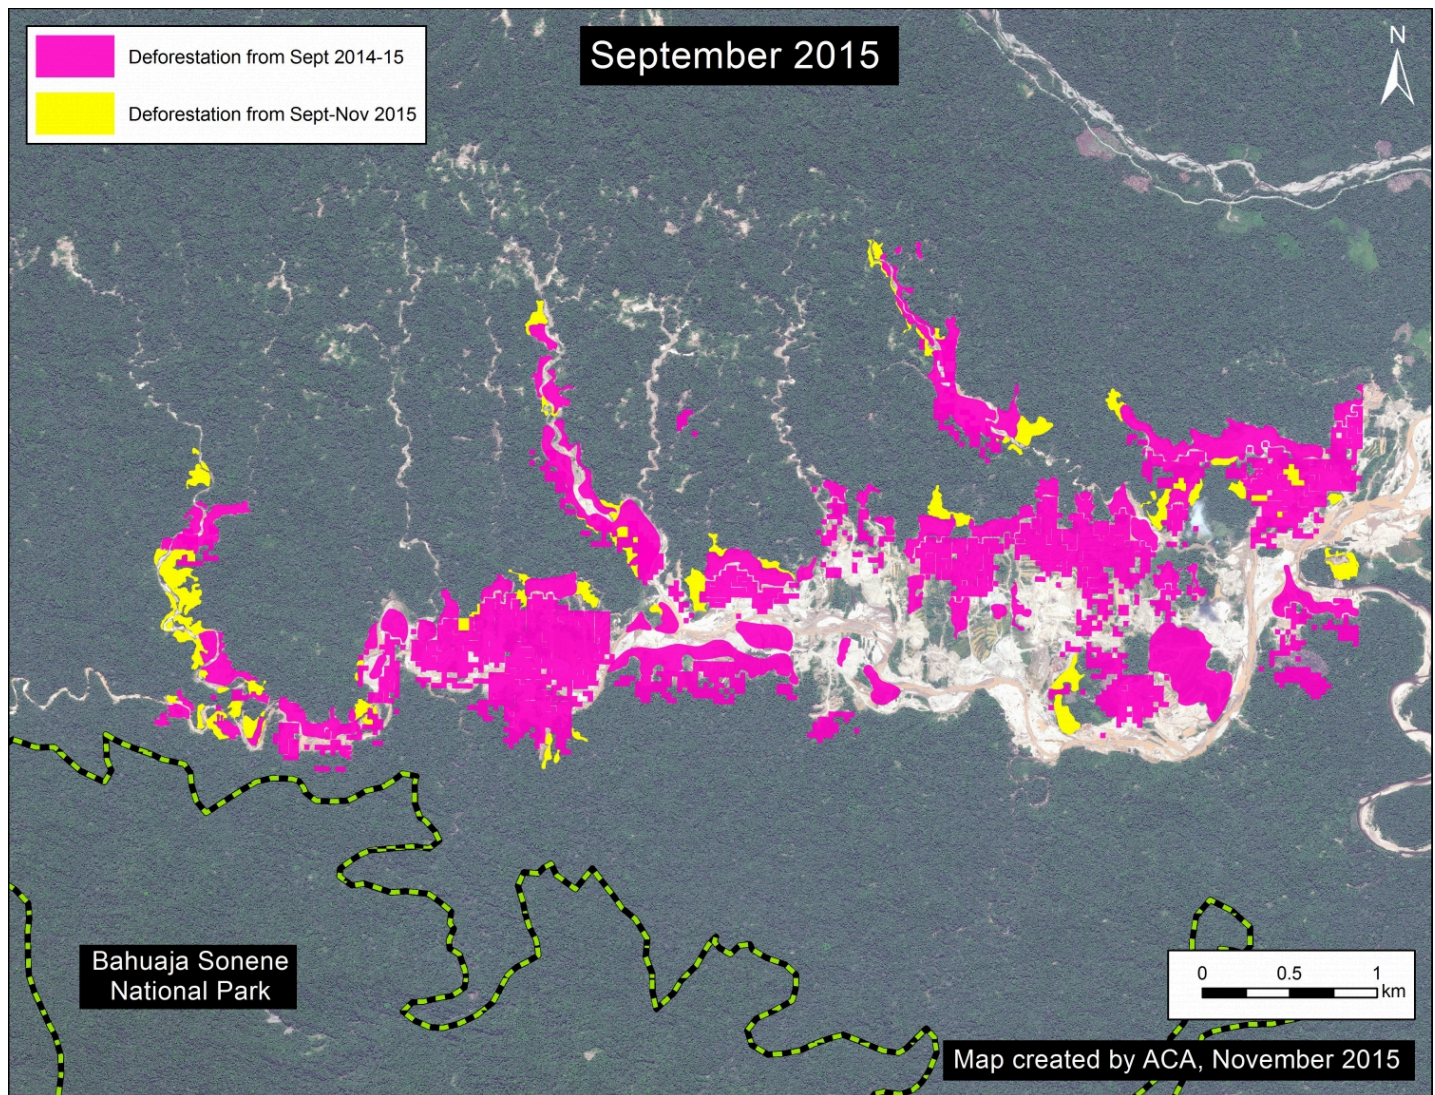 Deforestation from Sept 2014-15
Deforestation from Sept-Nov 2015
September 2015
N
Bahuaja Sonene
National Park
0 0.5 1
km
Map created by ACA, November 2015